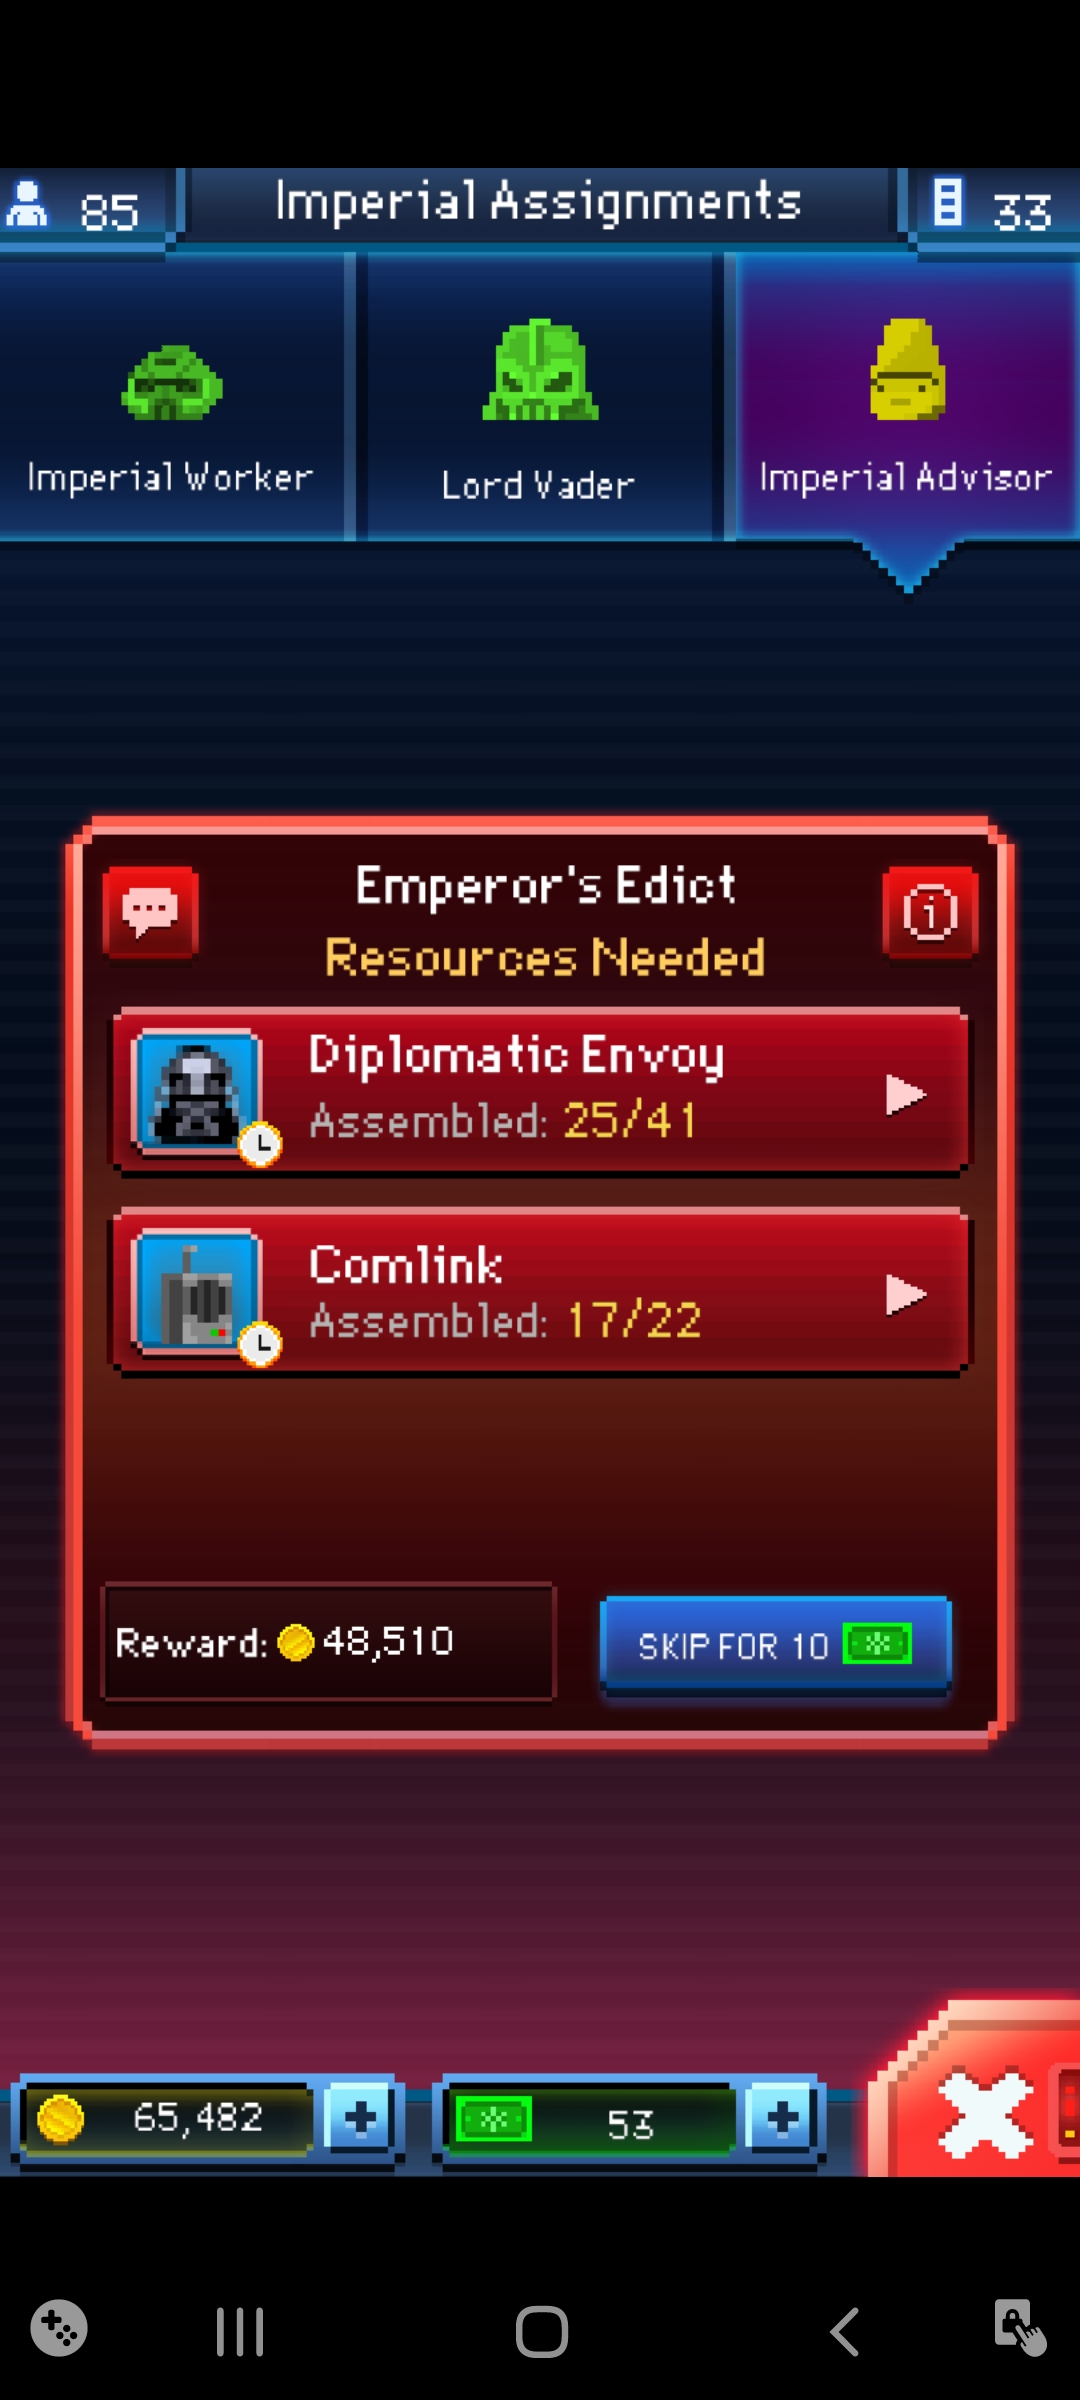 85
Imperial Assignments
33
Imperial Worker
Lord Vader
Imperial Advisor
Emperor's Edict
Resources Needed
Diplomatic Envoy
Assembled: 25/41
Comlink
Assembled: 17/22
Reward: 48,510
SKIP FOR 10
65,482
53